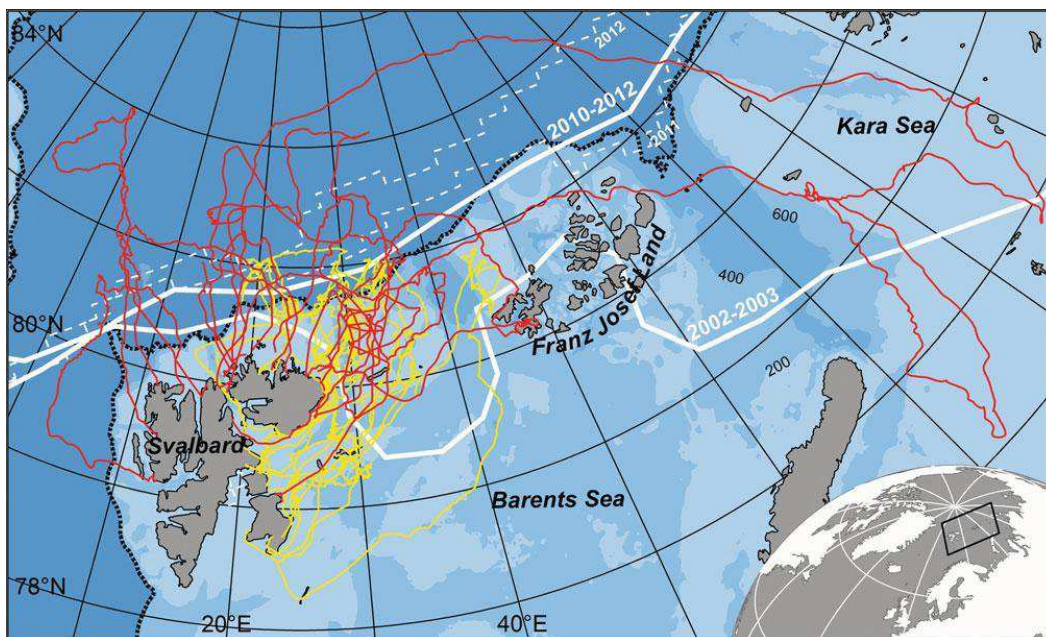 84°N
2012
2010-2012
2011
Kara Sea
600
400
Franz Josef Land
2002-2003
80°N
200
Svalbard
Barents Sea
78°N
20°E
40°E